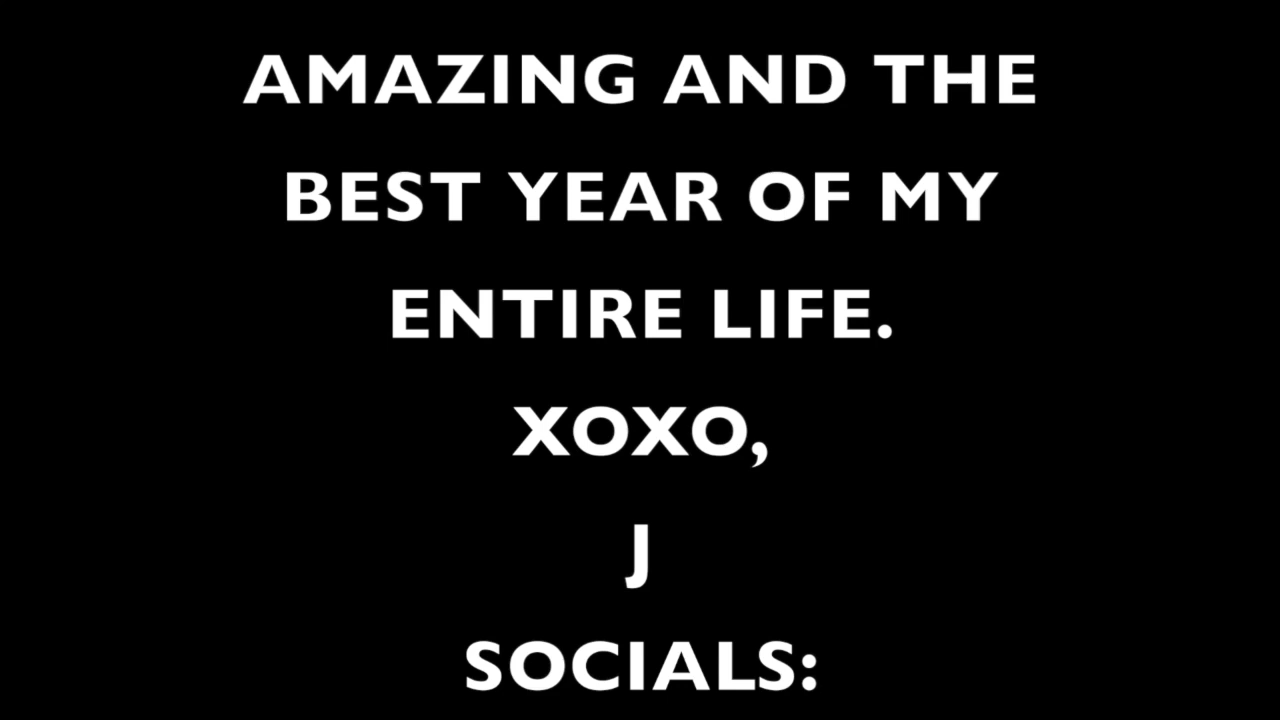 AMAZING AND THE
BEST YEAR OF MY
ENTIRE LIFE.
XOXO,
J
SOCIALS: